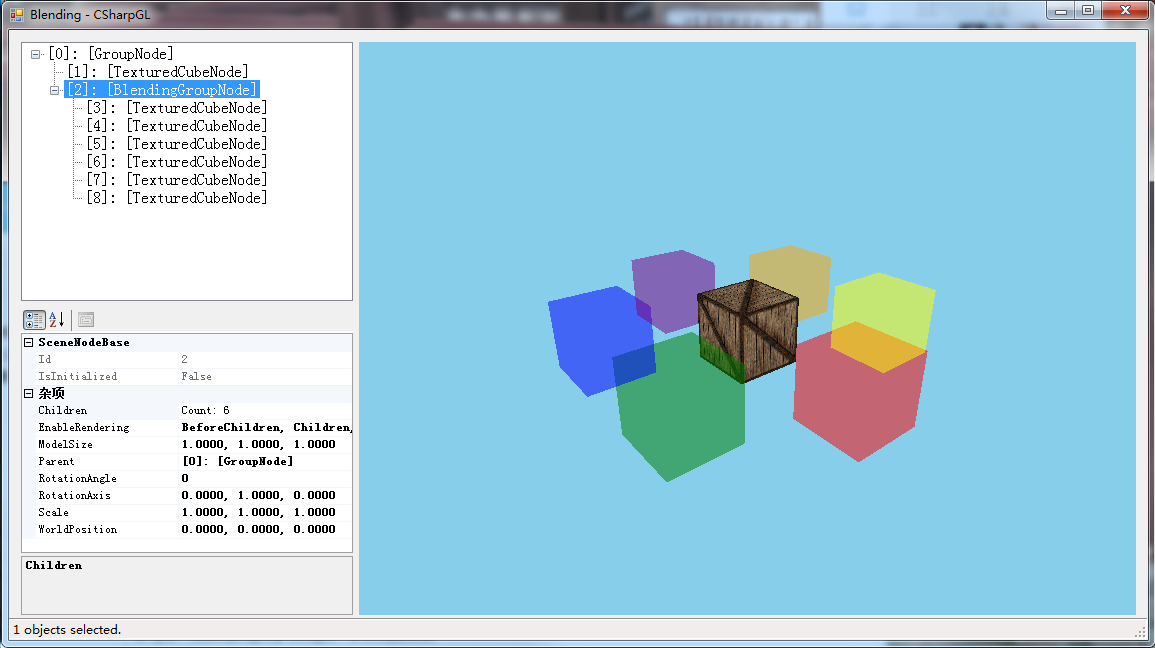 Blending - CSharpGL
[0]: [GroupNode]
[1]: [TexturedCubeNode]
[2]: [BlendingGroupNode]
[3]: [TexturedCubeNode]
[4]: [TexturedCubeNode]
[5]: [TexturedCubeNode]
[6]: [TexturedCubeNode]
[7]: [TexturedCubeNode]
[8]: [TexturedCubeNode]
SceneNodeBase
Id 2
IsInitialized False
杂项
Children Count: 6
EnableRendering BeforeChildren, Children,
ModelSize 1.0000, 1.0000, 1.0000
Parent [0]: [GroupNode]
RotationAngle 0
RotationAxis 0.0000, 1.0000, 0.0000
Scale 1.0000, 1.0000, 1.0000
WorldPosition 0.0000, 0.0000, 0.0000
Children
1 objects selected.